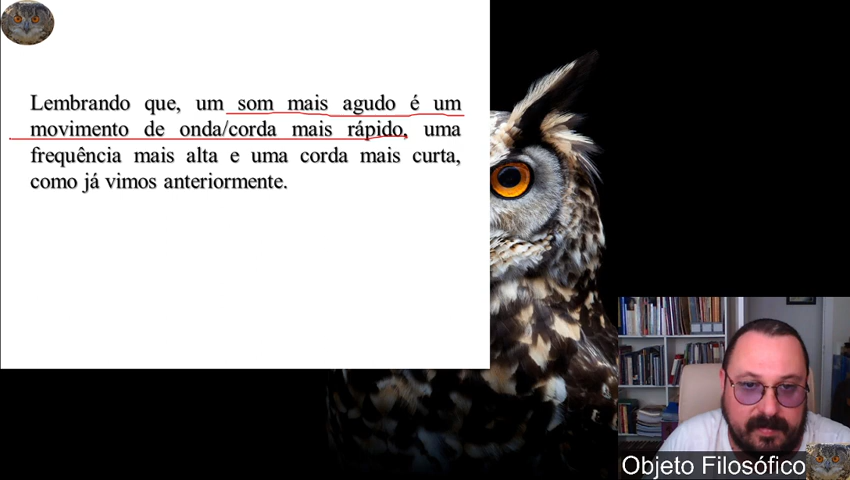 Lembrando que, um som mais agudo é um
movimento de onda/corda mais rápido, uma
frequência mais alta e uma corda mais curta,
como já vimos anteriormente.
Objeto Filosófico